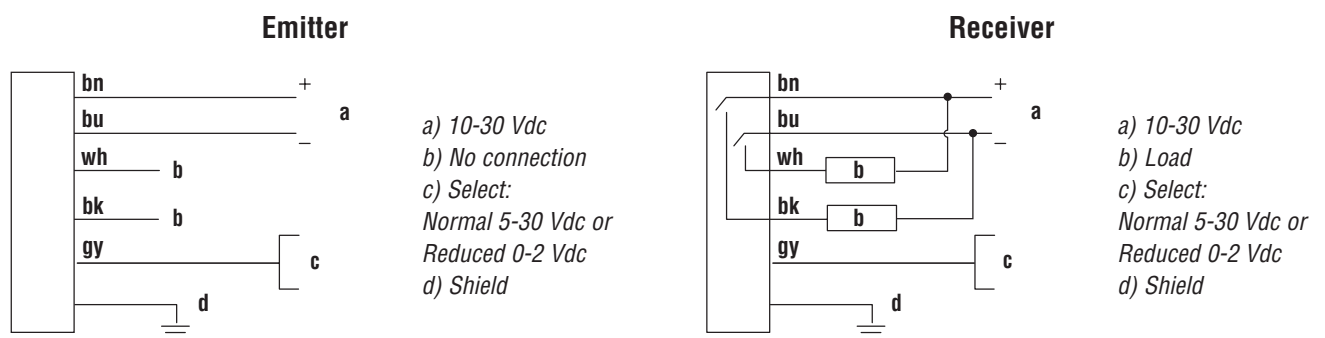 Emitter
bn
+
a
bu
−
wh
b
bk
b
gy
c
d
a) 10-30 Vdc
b) No connection
c) Select:
Normal 5-30 Vdc or
Reduced 0-2 Vdc
d) Shield
Receiver
bn
+
a
bu
−
wh
b
bk
b
gy
c
d
a) 10-30 Vdc
b) Load
c) Select:
Normal 5-30 Vdc or
Reduced 0-2 Vdc
d) Shield